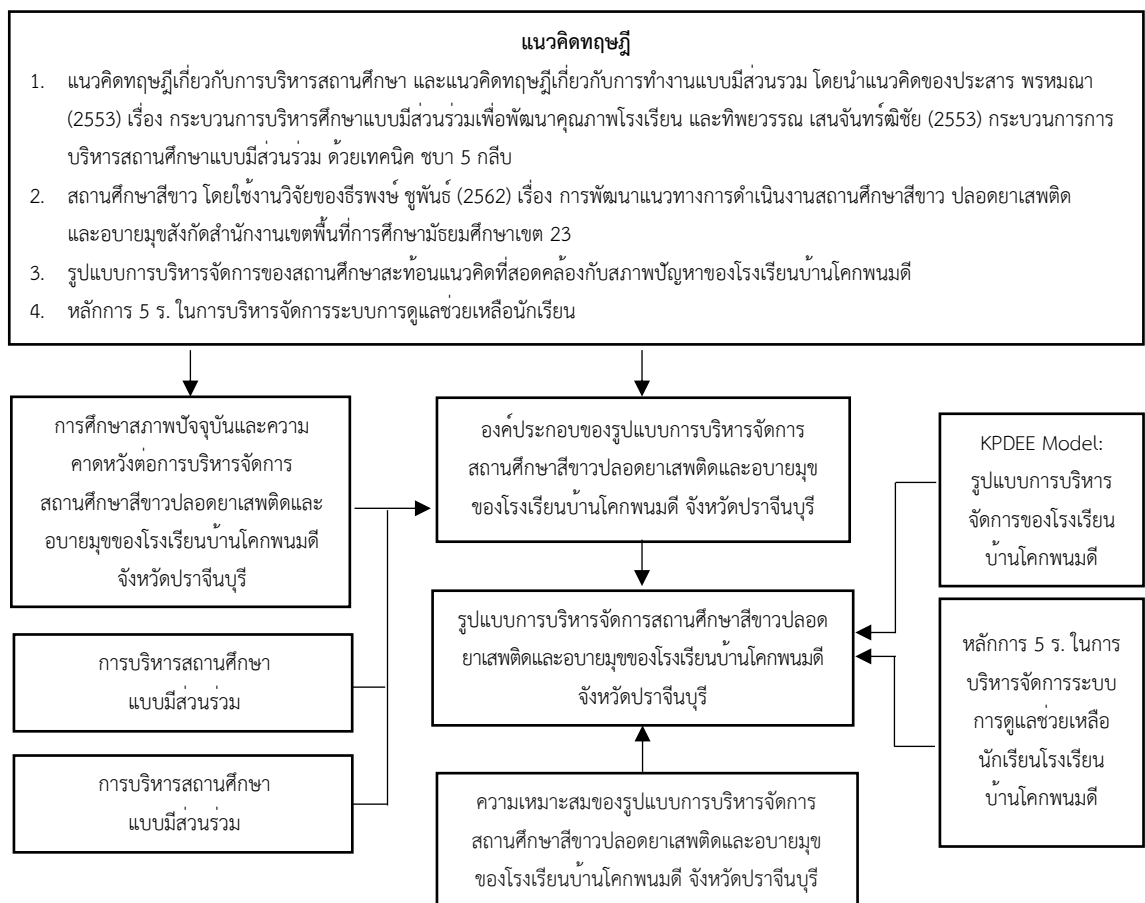 แนวคิดทฤษฎี
1. แนวคิดทฤษฎีเกี่ยวกับการบริหารสถานศึกษา และแนวคิดทฤษฎีเกี่ยวกับการทำงานแบบมีส่วนรวม โดยนำแนวคิดของประสาร พรหมณา
(2553) เรื่อง กระบวนการบริหารศึกษาแบบมีส่วนร่วมเพื่อพัฒนาคุณภาพโรงเรียน และทิพยวรรณ เสนจันทร์ฒิชัย (2553) กระบวนการการ
บริหารสถานศึกษาแบบมีส่วนร่วม ด้วยเทคนิค ชบา 5 กลีบ
2. สถานศึกษาสีขาว โดยใช้งานวิจัยของธีรพงษ์ ชูพันธ์ (2562) เรื่อง การพัฒนาแนวทางการดำเนินงานสถานศึกษาสีขาว ปลอดยาเสพติด
และอบายมุขสังกัดสำนักงานเขตพื้นที่การศึกษามัธยมศึกษาเขต 23
3. รูปแบบการบริหารจัดการของสถานศึกษาสะท้อนแนวคิดที่สอดคล้องกับสภาพปัญหาของโรงเรียนบ้านโคกพนมดี
4. หลักการ 5 ร. ในการบริหารจัดการระบบการดูแลช่วยเหลือนักเรียน
การศึกษาสภาพปัจจุบันและความ
คาดหวังต่อการบริหารจัดการ
สถานศึกษาสีขาวปลอดยาเสพติดและ
อบายมุขของโรงเรียนบ้านโคกพนมดี
จังหวัดปราจีนบุรี
การบริหารสถานศึกษา
แบบมีส่วนร่วม
การบริหารสถานศึกษา
แบบมีส่วนร่วม
องค์ประกอบของรูปแบบการบริหารจัดการ
สถานศึกษาสีขาวปลอดยาเสพติดและอบายมุข
ของโรงเรียนบ้านโคกพนมดี จังหวัดปราจีนบุรี
รูปแบบการบริหารจัดการสถานศึกษาสีขาวปลอด
ยาเสพติดและอบายมุขของโรงเรียนบ้านโคกพนมดี
จังหวัดปราจีนบุรี
ความเหมาะสมของรูปแบบการบริหารจัดการ
สถานศึกษาสีขาวปลอดยาเสพติดและอบายมุข
ของโรงเรียนบ้านโคกพนมดี จังหวัดปราจีนบุรี
KPDEE Model:
รูปแบบการบริหาร
จัดการของโรงเรียน
บ้านโคกพนมดี
หลักการ 5 ร. ในการ
บริหารจัดการระบบ
การดูแลช่วยเหลือ
นักเรียนโรงเรียน
บ้านโคกพนมดี